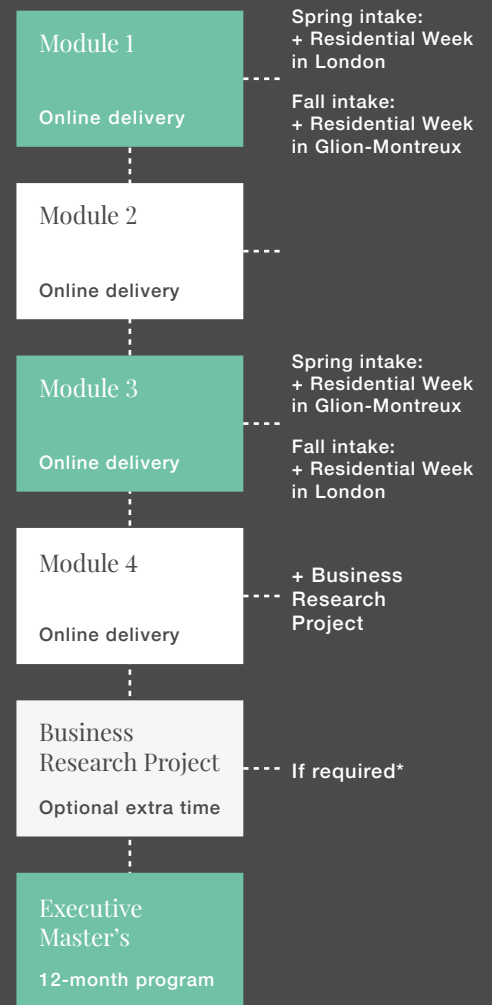 Module 1
Online delivery
Spring intake:
+ Residential Week
in London
Fall intake:
+ Residential Week
in Glion-Montreux
Module 2
Online delivery
Module 3
Online delivery
Spring intake:
+ Residential Week
in Glion-Montreux
Fall intake:
+ Residential Week
in London
Module 4
Online delivery
+ Business
Research
Project
Business
Research Project
Optional extra time
If required*
Executive
Master’s
12-month program